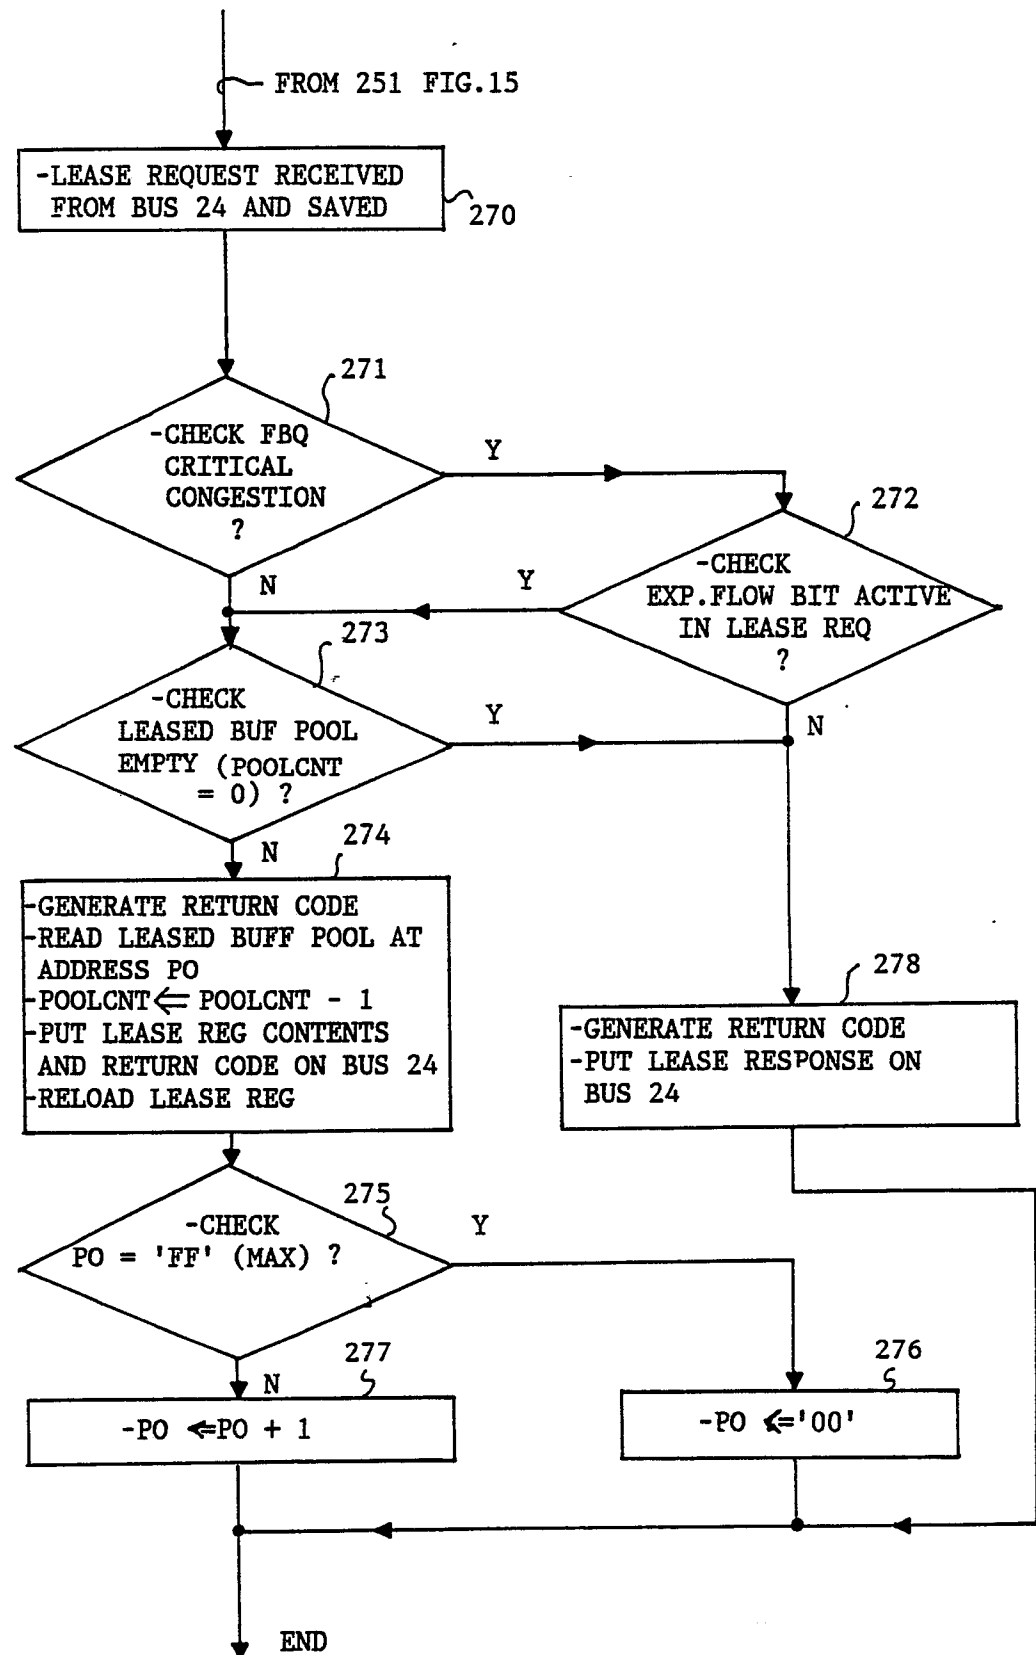 FROM 251 FIG.15
-LEASE REQUEST RECEIVED
FROM BUS 24 AND SAVED
270
271
-CHECK FBQ
CRITICAL
CONGESTION
?
Y
N
272
-CHECK
EXP.FLOW BIT ACTIVE
IN LEASE REQ
?
Y
N
273
-CHECK
LEASED BUF POOL
EMPTY (POOLCNT
= 0) ?
Y
N
274
-GENERATE RETURN CODE
-READ LEASED BUFF POOL AT
ADDRESS PO
-POOLCNT⇐ POOLCNT - 1
-PUT LEASE REG CONTENTS
AND RETURN CODE ON BUS 24
-RELOAD LEASE REG
278
-GENERATE RETURN CODE
-PUT LEASE RESPONSE ON
BUS 24
275
-CHECK
PO = 'FF' (MAX) ?
Y
N
277
-PO ⇐PO + 1
276
-PO ⇐'00'
END